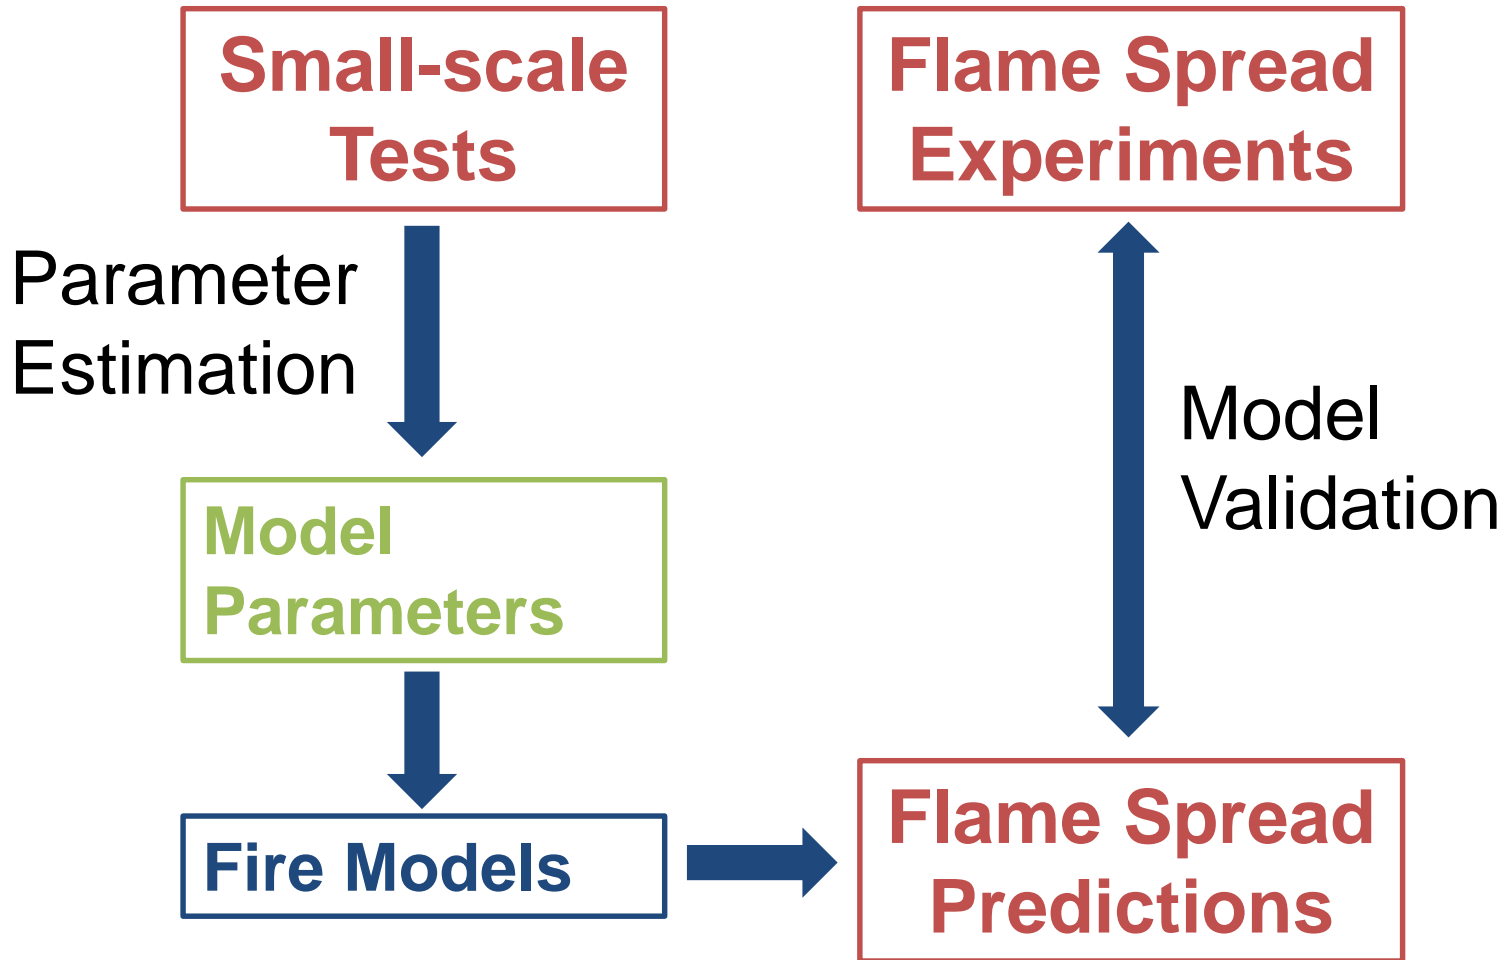 Small-scale
Tests
Flame Spread
Experiments
Parameter
Estimation
Model
Validation
Model
Parameters
Fire Models
Flame Spread
Predictions